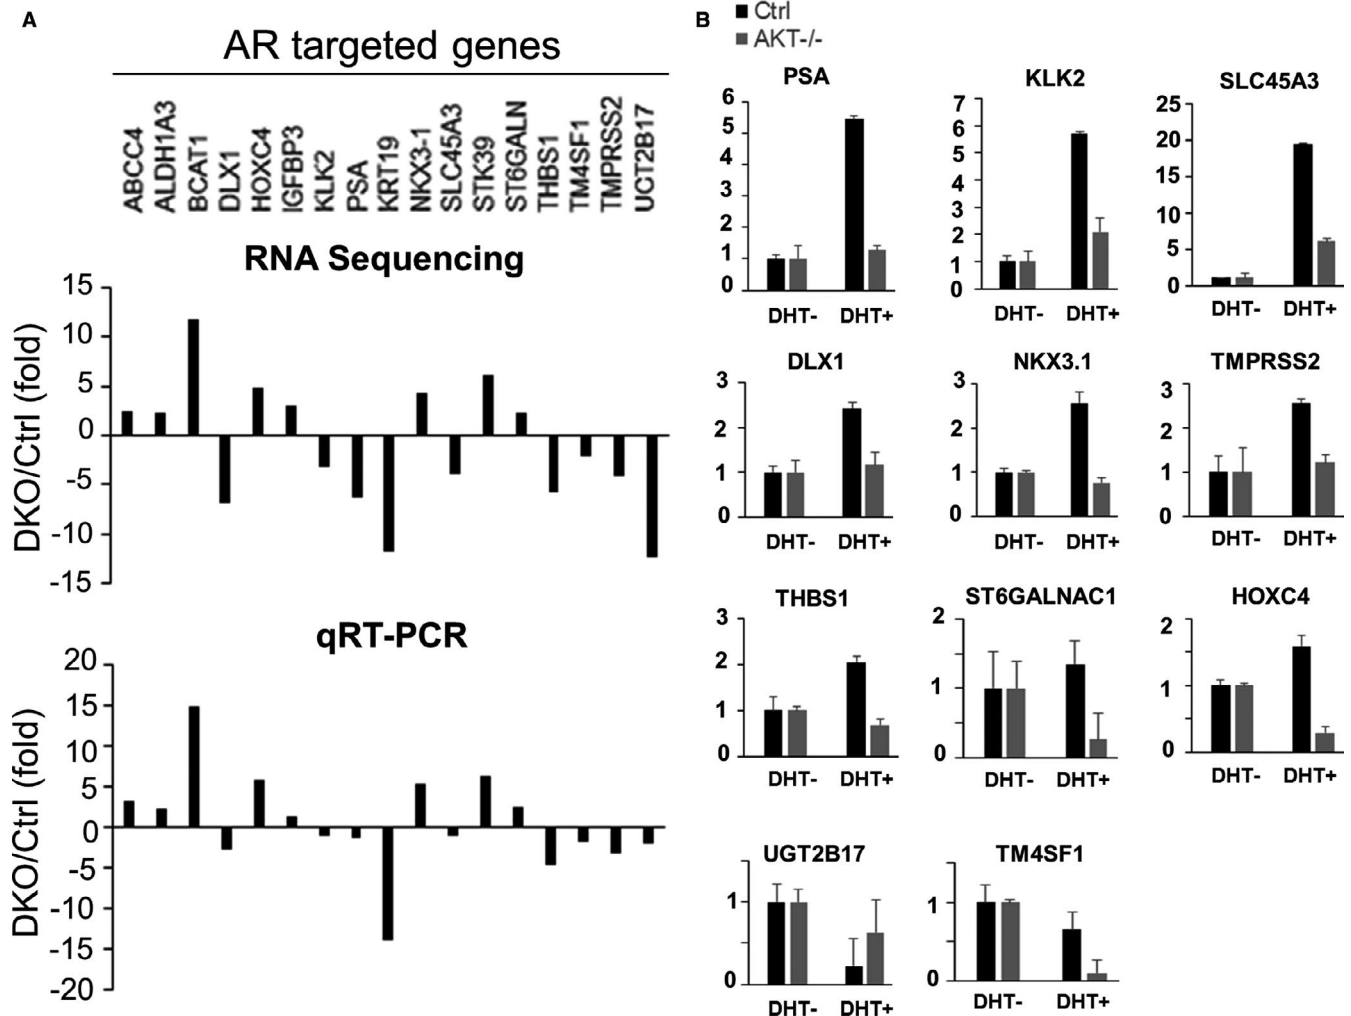 A
AR targeted genes
ABCC4
ALDH1A3
BCAT1
DLX1
HOXC4
IGFBP3
KLK2
PSA
KRT19
NKX3-1
SLC45A3
STK39
ST6GALN
THBS1
TM4SF1
TMPRSS2
UCT2B17
RNA Sequencing
DKO/Ctrl (fold)
15
10
5
0
-5
-10
-15
qRT-PCR
DKO/Ctrl (fold)
20
15
10
5
0
-5
-10
-15
-20
B
Ctrl
AKT-/-
PSA
6
5
4
3
2
1
0
DHT- DHT+
KLK2
7
6
5
4
3
2
1
0
DHT- DHT+
SLC45A3
25
20
15
10
5
0
DHT- DHT+
DLX1
3
2
1
0
DHT- DHT+
NKX3.1
3
2
1
0
DHT- DHT+
TMPRSS2
3
2
1
0
DHT- DHT+
THBS1
3
2
1
0
DHT- DHT+
ST6GALNAC1
2
1
0
DHT- DHT+
HOXC4
2
1
0
DHT- DHT+
UGT2B17
1
0
DHT- DHT+
TM4SF1
1
0
DHT- DHT+